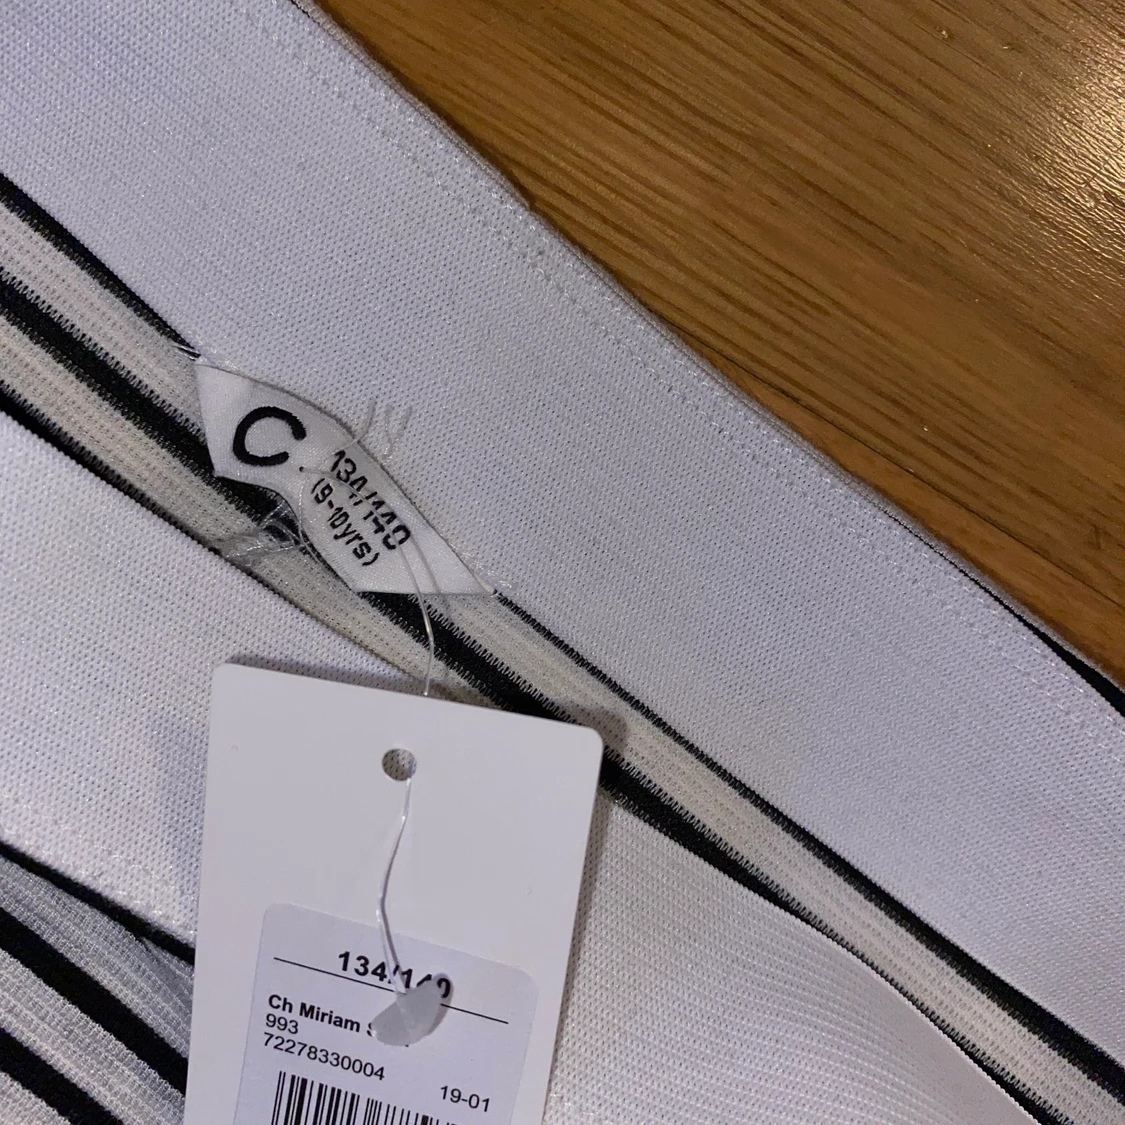 C.
134/140
(9-10yrs)
134/140
Ch Miriam
993
72278330004
19-01